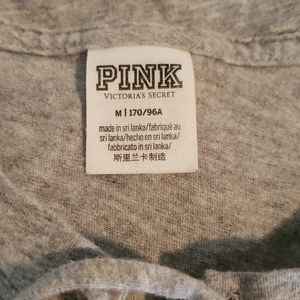 PINK
VICTORIA'S SECRET
M | 170/96A
made in sri lanka/fabriqué au
sri lanka/hecho en sri lanka/
fabbricato in sri lanka/
斯里兰卡制造